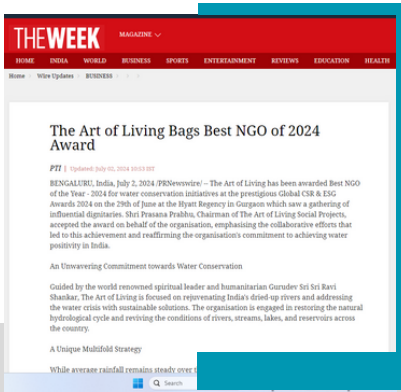 THE WEEK
MAGAZINE
HOME INDIA WORLD BUSINESS SPORTS ENTERTAINMENT REVIEWS EDUCATION HEALTH
Home Wire Updates BUSINESS
The Art of Living Bags Best NGO of 2024
Award
PTI | Updated: July 02, 2024 10:53 IST
BENGALURU, India, July 2, 2024 /PRNewswire/ -- The Art of Living has been awarded Best NGO
of the Year - 2024 for water conservation initiatives at the prestigious Global CSR & ESG
Awards 2024 on the 29th of June at the Hyatt Regency in Gurgaon which saw a gathering of
influential dignitaries. Shri Prasana Prabhu, Chairman of The Art of Living Social Projects,
accepted the award on behalf of the organisation, emphasising the collaborative efforts that
led to this achievement and reaffirming the organisation's commitment to achieving water
positivity in India.
An Unwavering Commitment towards Water Conservation
Guided by the world renowned spiritual leader and humanitarian Gurudev Sri Sri Ravi
Shankar, The Art of Living is focused on rejuvenating India's dried-up rivers and addressing
the water crisis with sustainable solutions. The organisation is engaged in restoring the natural
hydrological cycle and reviving the conditions of rivers, streams, lakes, and reservoirs across
the country.
A Unique Multifold Strategy
While average rainfall remains steady over
Search